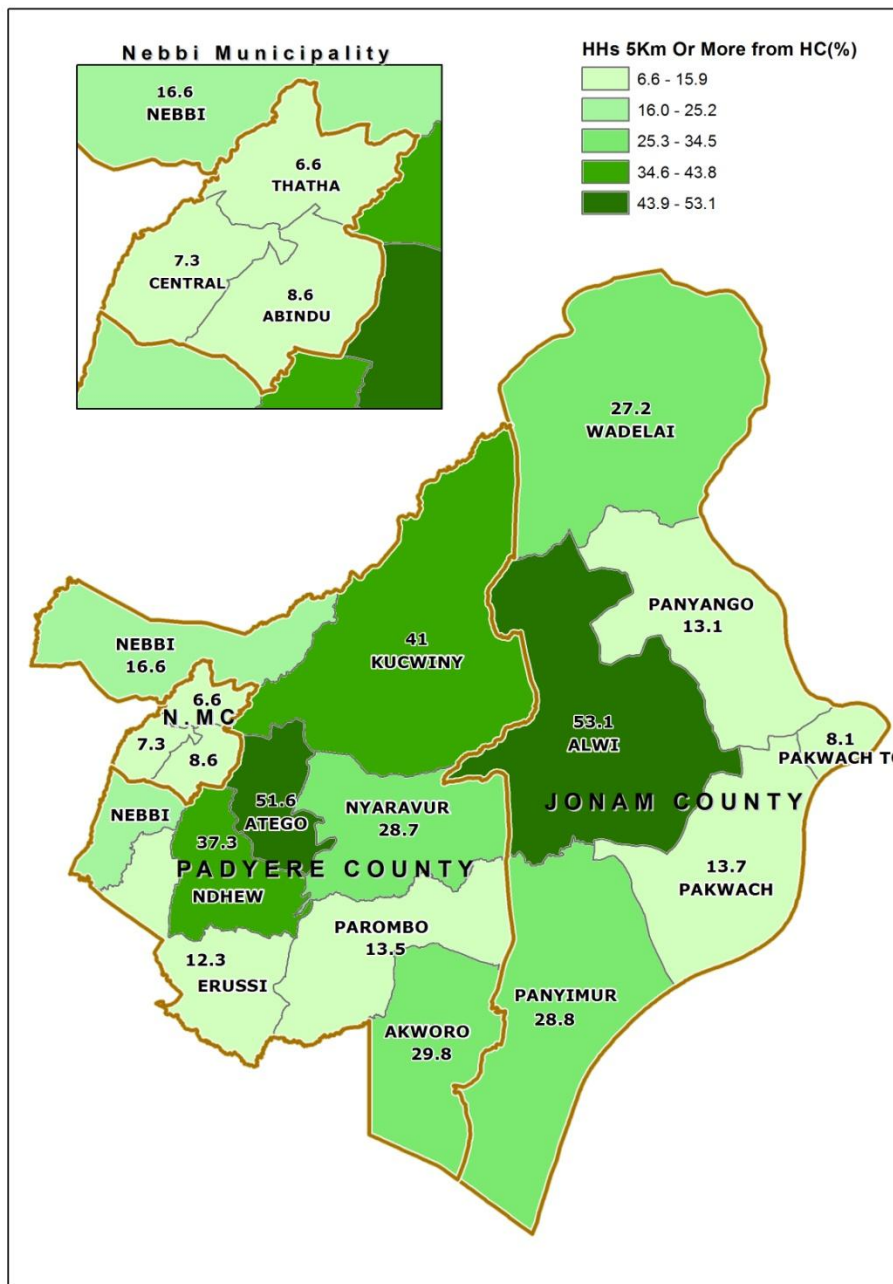 Nebbi Municipality
16.6
NEBBI
6.6
THATHA
7.3
CENTRAL
8.6
ABINDU
HHs 5Km Or More from HC(%)
6.6 - 15.9
16.0 - 25.2
25.3 - 34.5
34.6 - 43.8
43.9 - 53.1
27.2
WADELAI
PANYANGO
13.1
NEBBI
16.6
41
KUCWINY
6.6
N.MC
7.3
8.6
53.1
ALWI
8.1
PAKWACH TC
JONAM COUNTY
NEBBI
51.6
ATEGO
NYARAVUR
28.7
37.3
NDHEW
PADYERE COUNTY
13.7
PAKWACH
PAROMBO
13.5
12.3
ERUSSI
PANYIMUR
28.8
AKWORO
29.8